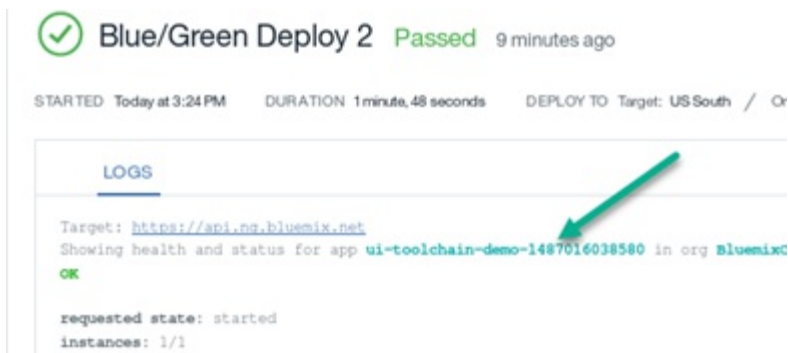 Blue/Green Deploy 2 Passed 9 minutes ago
STARTED Today at 3:24 PM DURATION 1 minute, 48 seconds DEPLOY TO Target: US South / Or
LOGS
Target: https://api.ng.bluemix.net
Showing health and status for app ui-toolchain-demo-1487016038580 in org BluemixC
OK
requested state: started
instances: 1/1